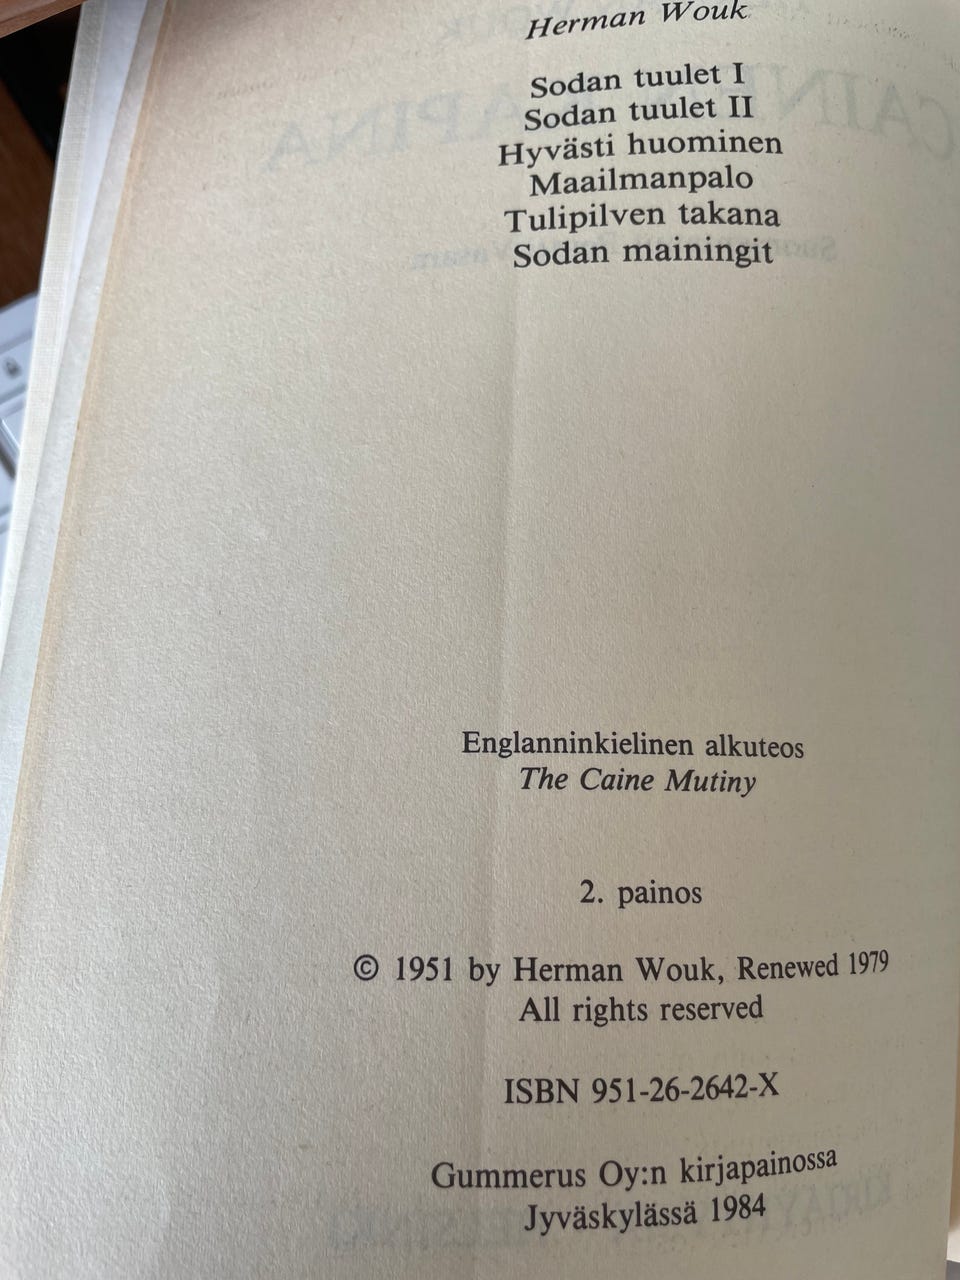 Herman Wouk
Sodan tuulet I
Sodan tuulet II
Hyvästi huominen
Maailmanpalo
Tulipilven takana
Sodan mainingit
Englanninkielinen alkuteos
The Caine Mutiny
2. painos
© 1951 by Herman Wouk, Renewed 1979
All rights reserved
ISBN 951-26-2642-X
Gummerus Oy:n kirjapainossa
Jyväskylässä 1984